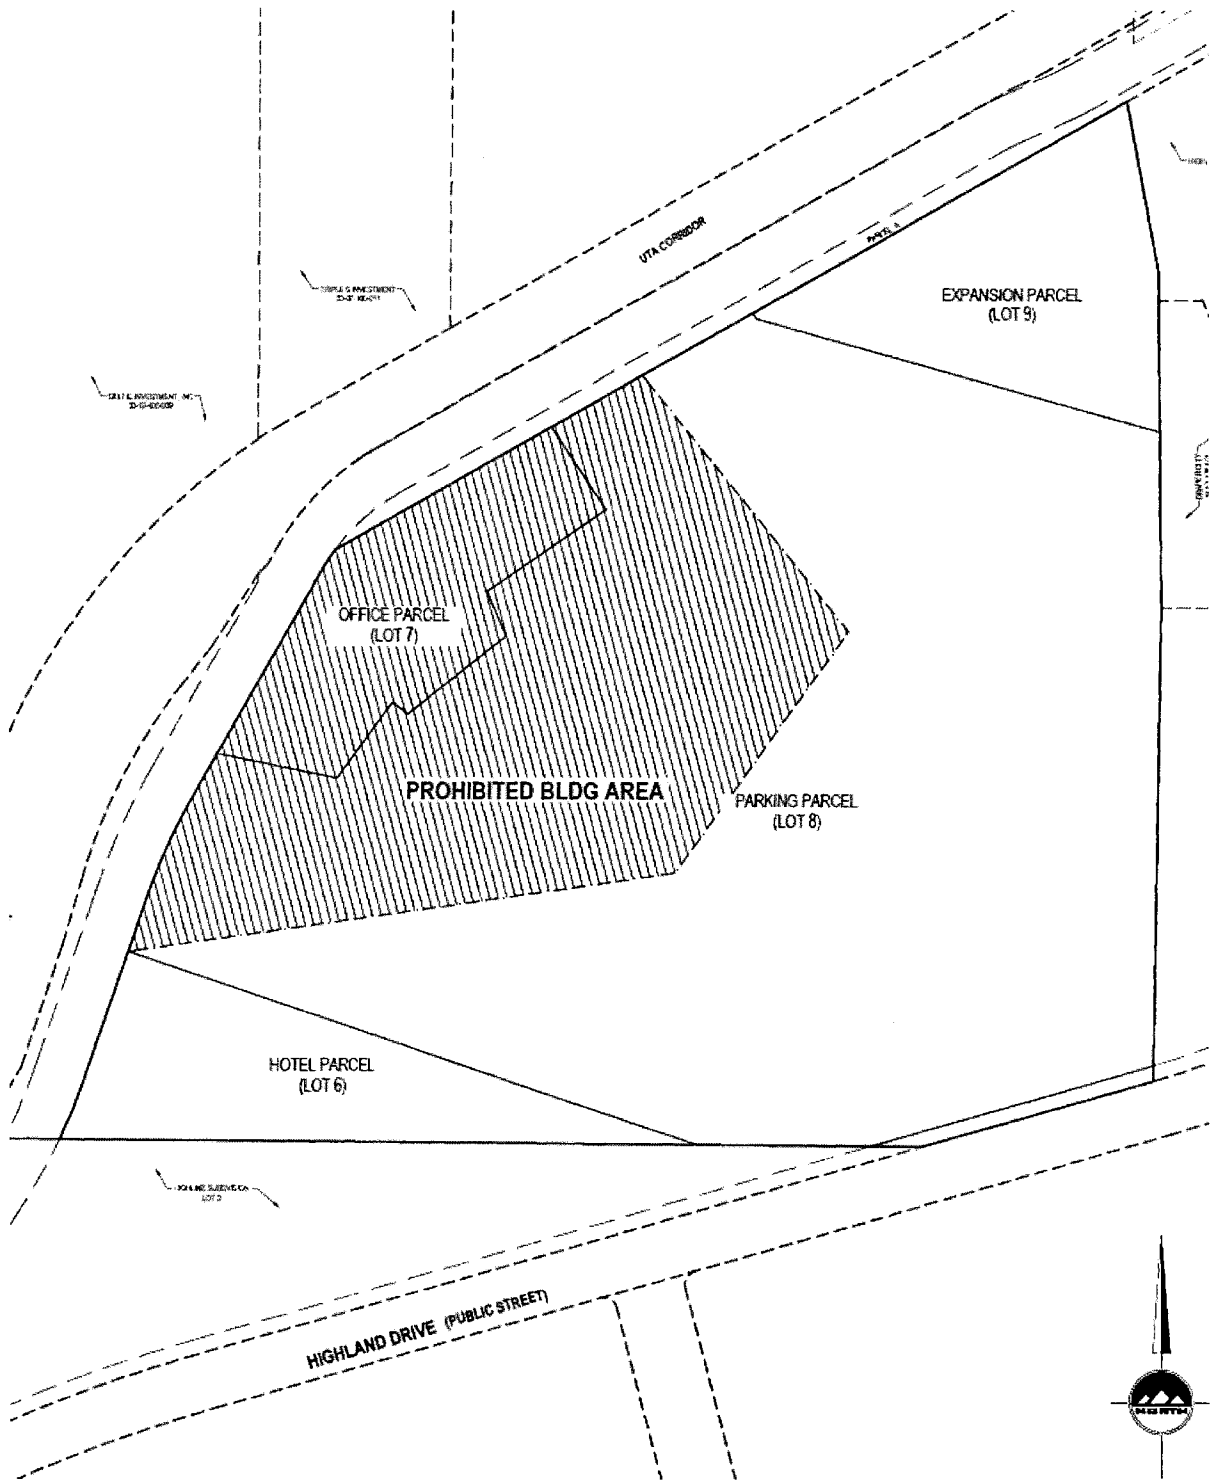 UTA CORRIDOR
EXPANSION PARCEL
(LOT 9)
OFFICE PARCEL
(LOT 7)
PROHIBITED BLDG AREA
PARKING PARCEL
(LOT 8)
HOTEL PARCEL
(LOT 6)
HIGHLAND DRIVE (PUBLIC STREET)
NORTH